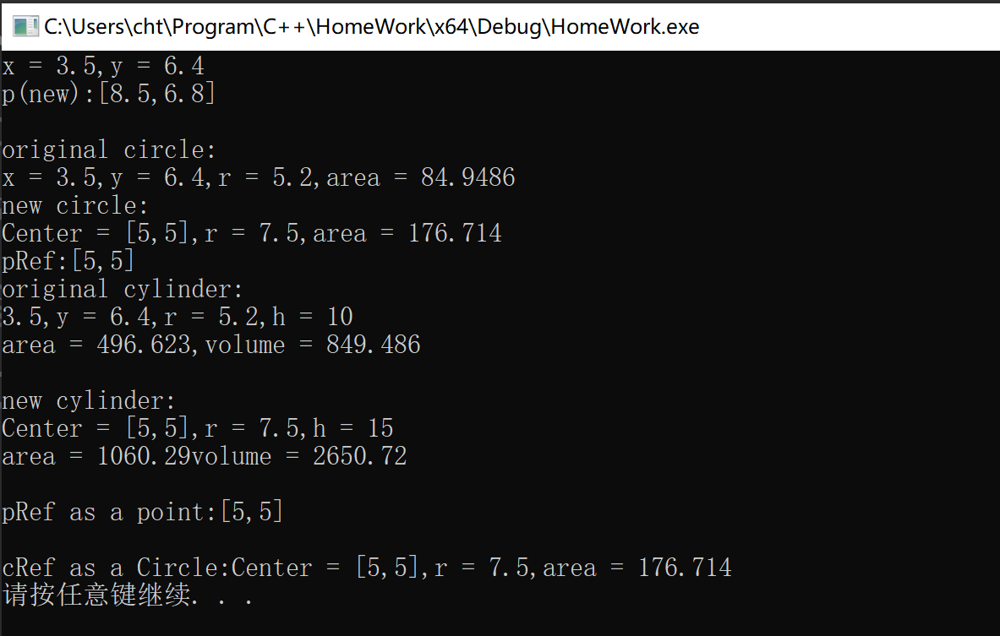 C:\Users\cht\Program\C++\HomeWork\x64\Debug\HomeWork.exe
x = 3.5,y = 6.4
p(new):[8.5,6.8]
original circle:
x = 3.5,y = 6.4,r = 5.2,area = 84.9486
new circle:
Center = [5,5],r = 7.5,area = 176.714
pRef:[5,5]
original cylinder:
3.5,y = 6.4,r = 5.2,h = 10
area = 496.623,volume = 849.486
new cylinder:
Center = [5,5],r = 7.5,h = 15
area = 1060.29volume = 2650.72
pRef as a point:[5,5]
cRef as a Circle:Center = [5,5],r = 7.5,area = 176.714
请按任意键继续. . .